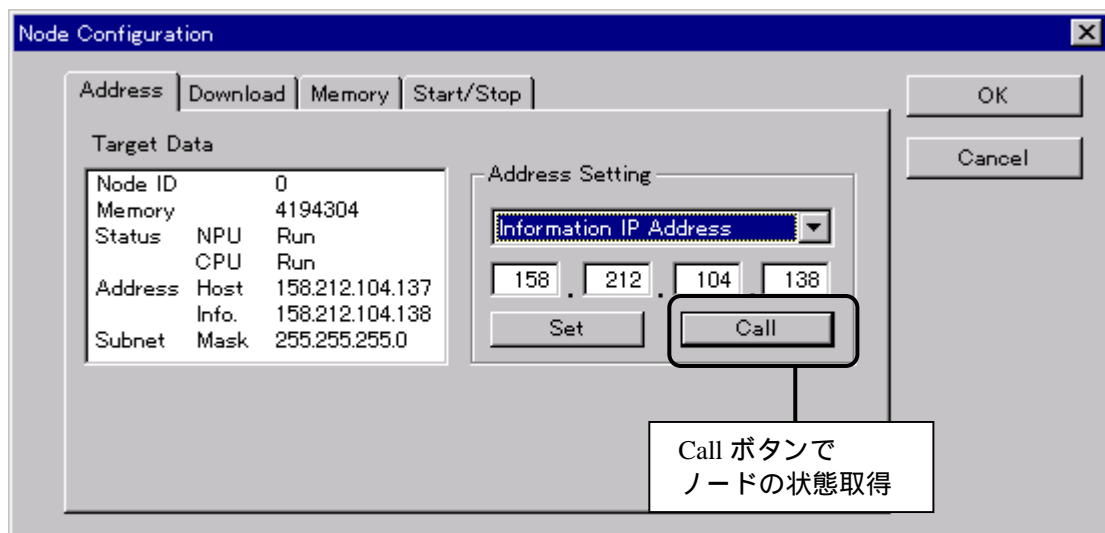 Node Configuration
Address Download Memory Start/Stop
OK
Cancel
Target Data
Node ID 0
Memory 4194304
Status NPU Run
CPU Run
Address Host 158.212.104.137
Info. 158.212.104.138
Subnet Mask 255.255.255.0
Address Setting
Information IP Address
158 . 212 . 104 . 138
Set Call
Call ボタンで
ノードの状態取得